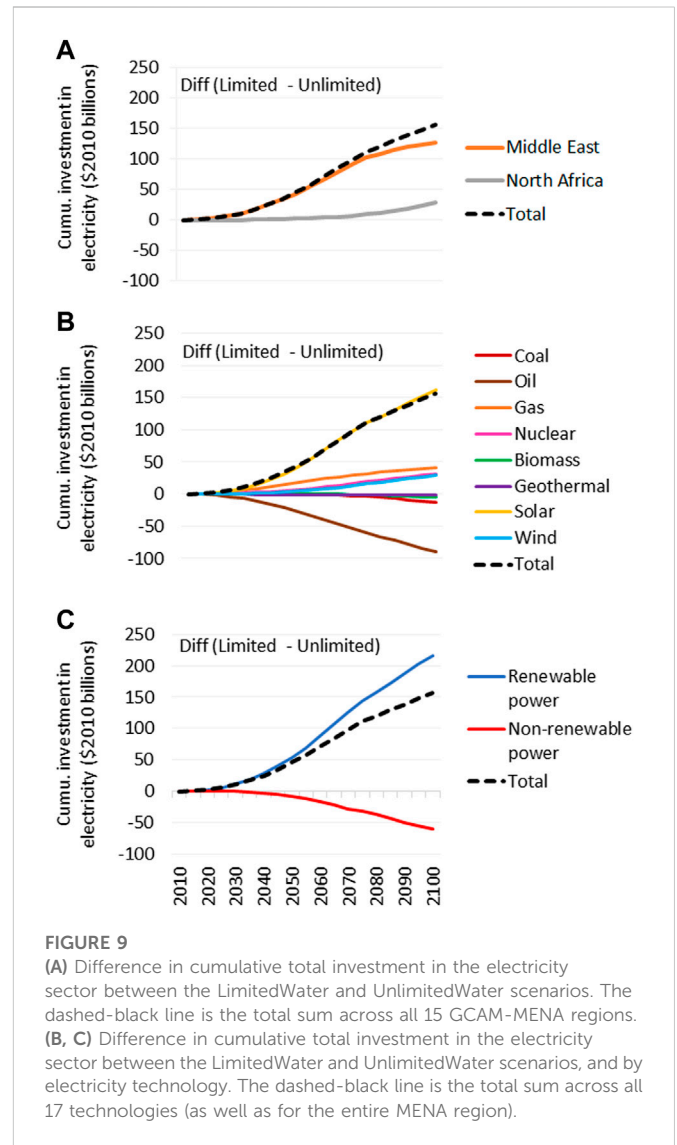 A
Cumu. investment in
electricity ($2010 billions)
250
200
150
100
50
0
-50
-100
Diff (Limited - Unlimited)
Middle East
North Africa
Total
B
Cumu. investment in
electricity ($2010 billions)
250
200
150
100
50
0
-50
-100
Diff (Limited - Unlimited)
Coal
Oil
Gas
Nuclear
Biomass
Geothermal
Solar
Wind
Total
C
Cumu. investment in
electricity ($2010 billions)
250
200
150
100
50
0
-50
-100
Diff (Limited - Unlimited)
Renewable
power
Non-renewable
power
Total
2010
2020
2030
2040
2050
2060
2070
2080
2090
2100
FIGURE 9
(A) Difference in cumulative total investment in the electricity
sector between the LimitedWater and UnlimitedWater scenarios. The
dashed-black line is the total sum across all 15 GCAM-MENA regions.
(B, C) Difference in cumulative total investment in the electricity
sector between the LimitedWater and UnlimitedWater scenarios, and by
electricity technology. The dashed-black line is the total sum across all
17 technologies (as well as for the entire MENA region).